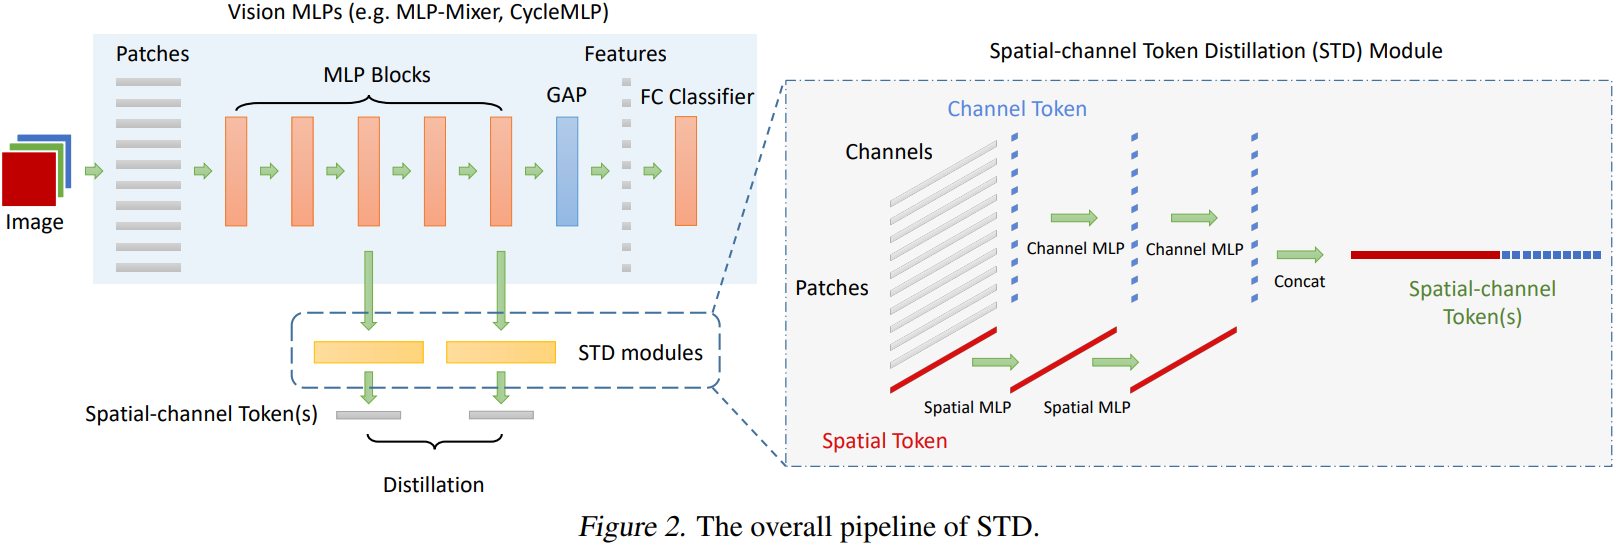 Vision MLPs (e.g. MLP-Mixer, CycleMLP)
Patches
MLP Blocks
GAP
Features
FC Classifier
Image
STD modules
Spatial-channel Token(s)
Distillation
Spatial-channel Token Distillation (STD) Module
Channel Token
Channels
Channel MLP
Channel MLP
Patches
Concat
Spatial-channel
Token(s)
Spatial MLP
Spatial MLP
Spatial Token
Figure 2. The overall pipeline of STD.